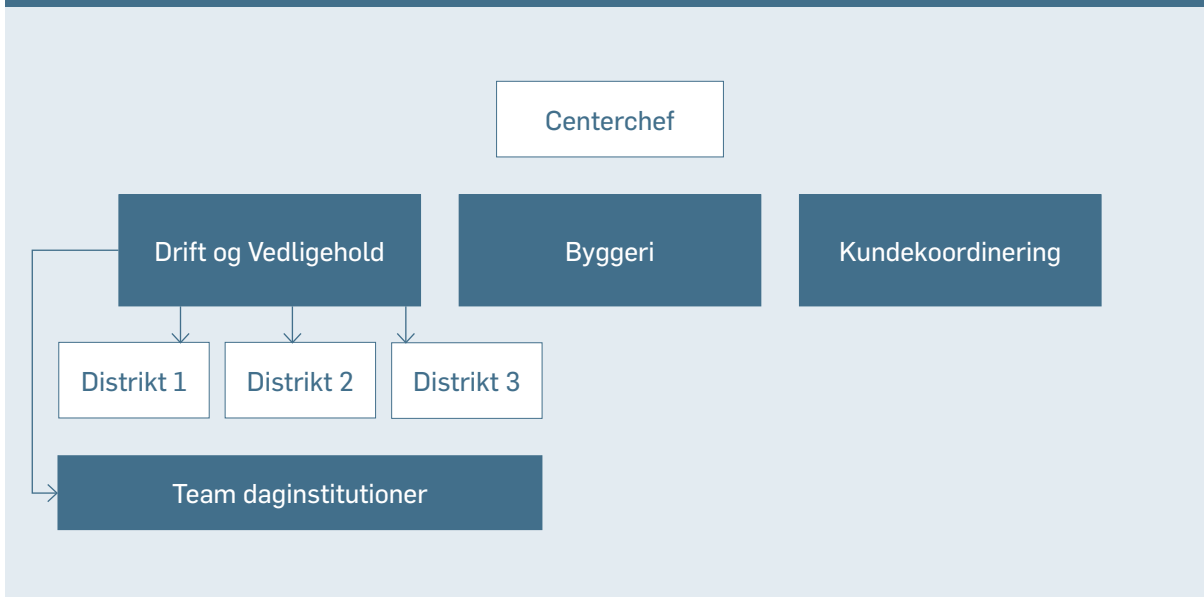 Centerchef
Drift og Vedligehold
Byggeri
Kundekoordinering
Distrikt 1
Distrikt 2
Distrikt 3
Team daginstitutioner